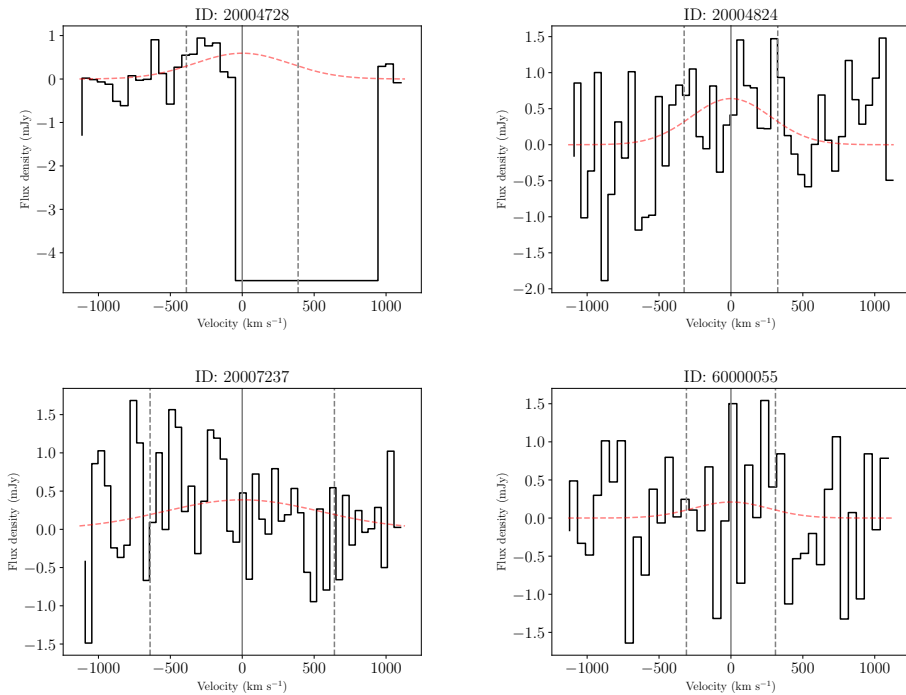 ID: 20004728
1
0
−1
−2
−3
−4
Flux density (mJy)
−1000 −500 0 500 1000
Velocity (km s⁻¹)
ID: 20004824
1.5
1.0
0.5
0.0
−0.5
−1.0
−1.5
−2.0
Flux density (mJy)
−1000 −500 0 500 1000
Velocity (km s⁻¹)
ID: 20007237
1.5
1.0
0.5
0.0
−0.5
−1.0
−1.5
Flux density (mJy)
−1000 −500 0 500 1000
Velocity (km s⁻¹)
ID: 60000055
1.5
1.0
0.5
0.0
−0.5
−1.0
−1.5
Flux density (mJy)
−1000 −500 0 500 1000
Velocity (km s⁻¹)